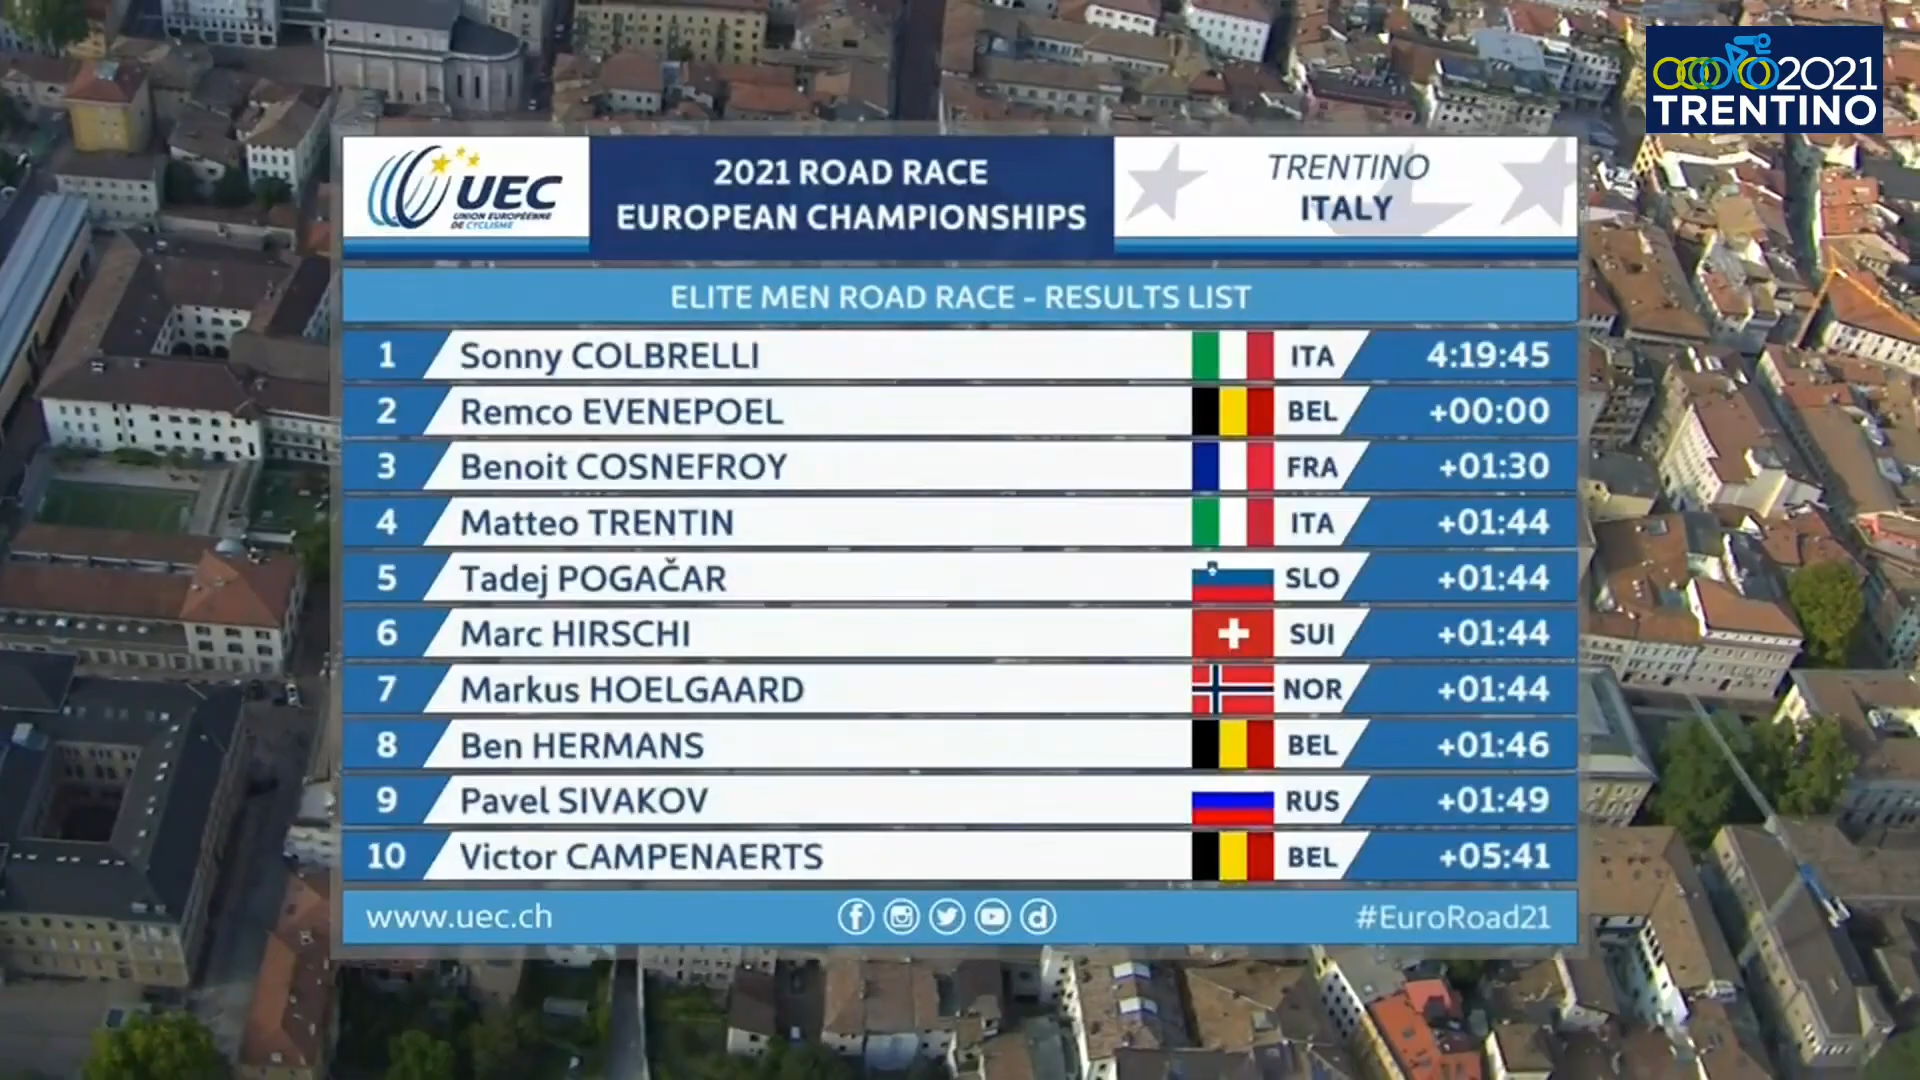 2021
TRENTINO
UEC
UNION EUROPÉENNE
DE CYCLISME
2021 ROAD RACE
EUROPEAN CHAMPIONSHIPS
TRENTINO
ITALY
ELITE MEN ROAD RACE - RESULTS LIST
1 Sonny COLBRELLI ITA 4:19:45
2 Remco EVENEPOEL BEL +00:00
3 Benoit COSNEFROY FRA +01:30
4 Matteo TRENTIN ITA +01:44
5 Tadej POGAČAR SLO +01:44
6 Marc HIRSCHI SUI +01:44
7 Markus HOELGAARD NOR +01:44
8 Ben HERMANS BEL +01:46
9 Pavel SIVAKOV RUS +01:49
10 Victor CAMPENAERTS BEL +05:41
www.uec.ch #EuroRoad21